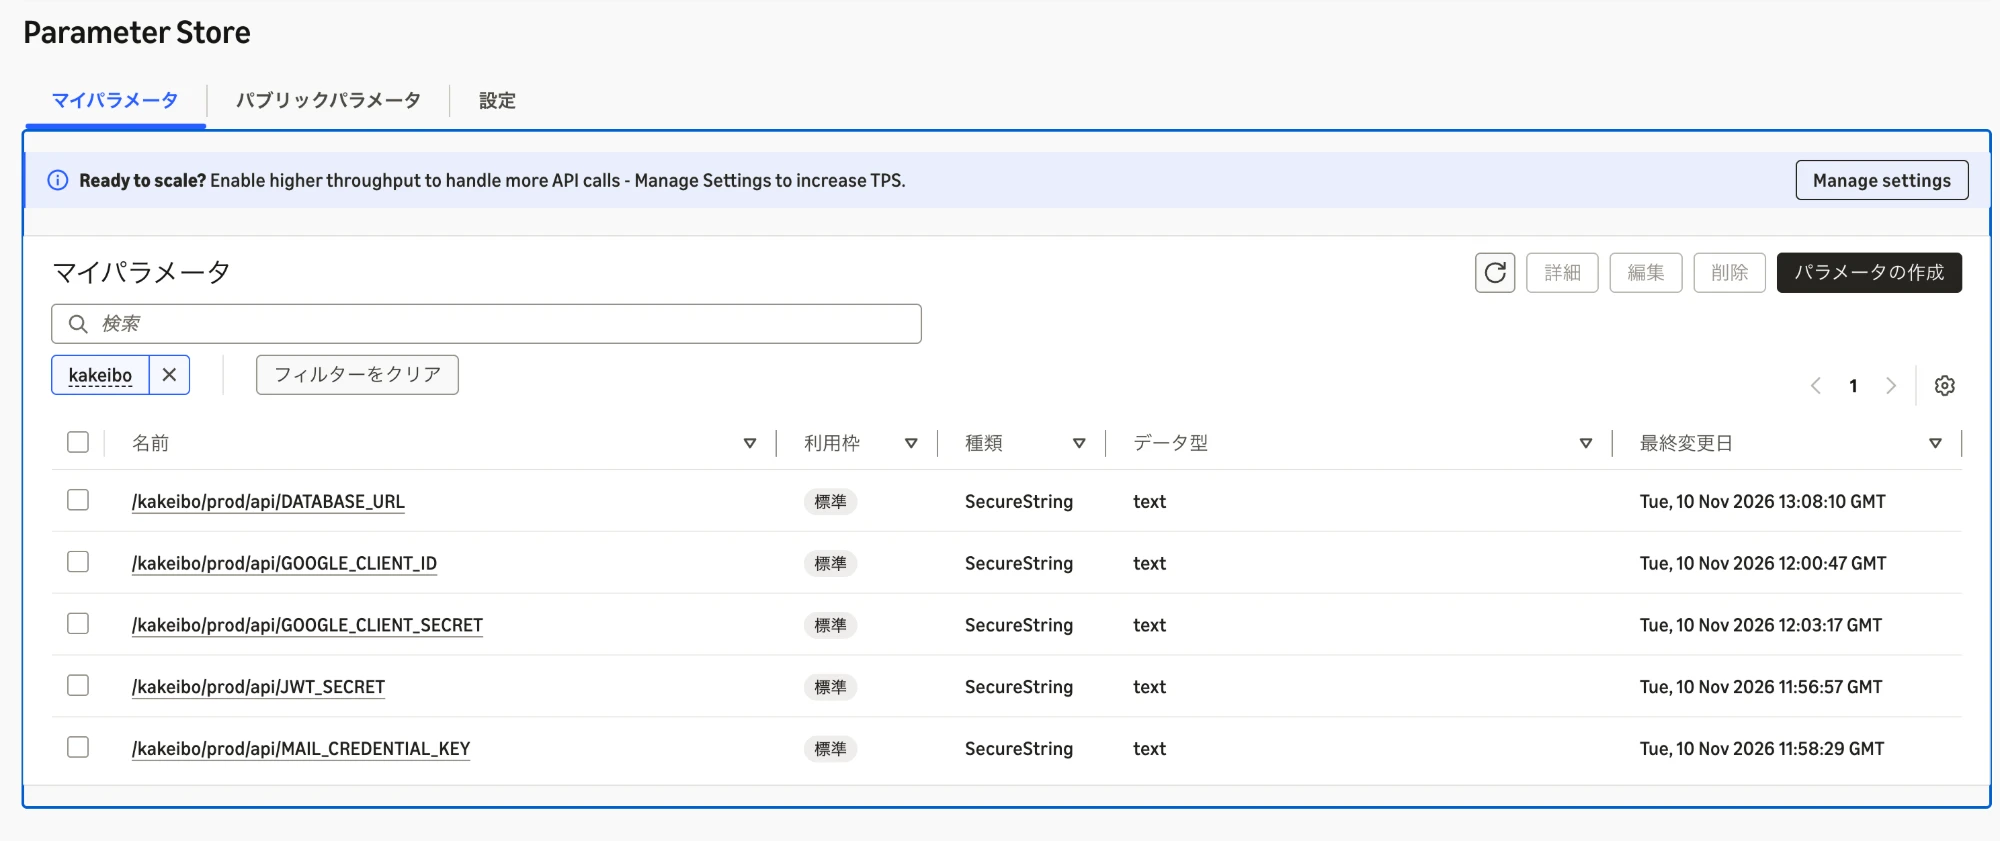 Parameter Store
マイパラメータ パブリックパラメータ 設定
Ready to scale? Enable higher throughput to handle more API calls - Manage Settings to increase TPS. Manage settings
マイパラメータ 詳細 編集 削除 パラメータの作成
検索
kakeibo フィルターをクリア
1
名前 利用枠 種類 データ型 最終変更日
/kakeibo/prod/api/DATABASE_URL 標準 SecureString text Tue, 10 Nov 2026 13:08:10 GMT
/kakeibo/prod/api/GOOGLE_CLIENT_ID 標準 SecureString text Tue, 10 Nov 2026 12:00:47 GMT
/kakeibo/prod/api/GOOGLE_CLIENT_SECRET 標準 SecureString text Tue, 10 Nov 2026 12:03:17 GMT
/kakeibo/prod/api/JWT_SECRET 標準 SecureString text Tue, 10 Nov 2026 11:56:57 GMT
/kakeibo/prod/api/MAIL_CREDENTIAL_KEY 標準 SecureString text Tue, 10 Nov 2026 11:58:29 GMT